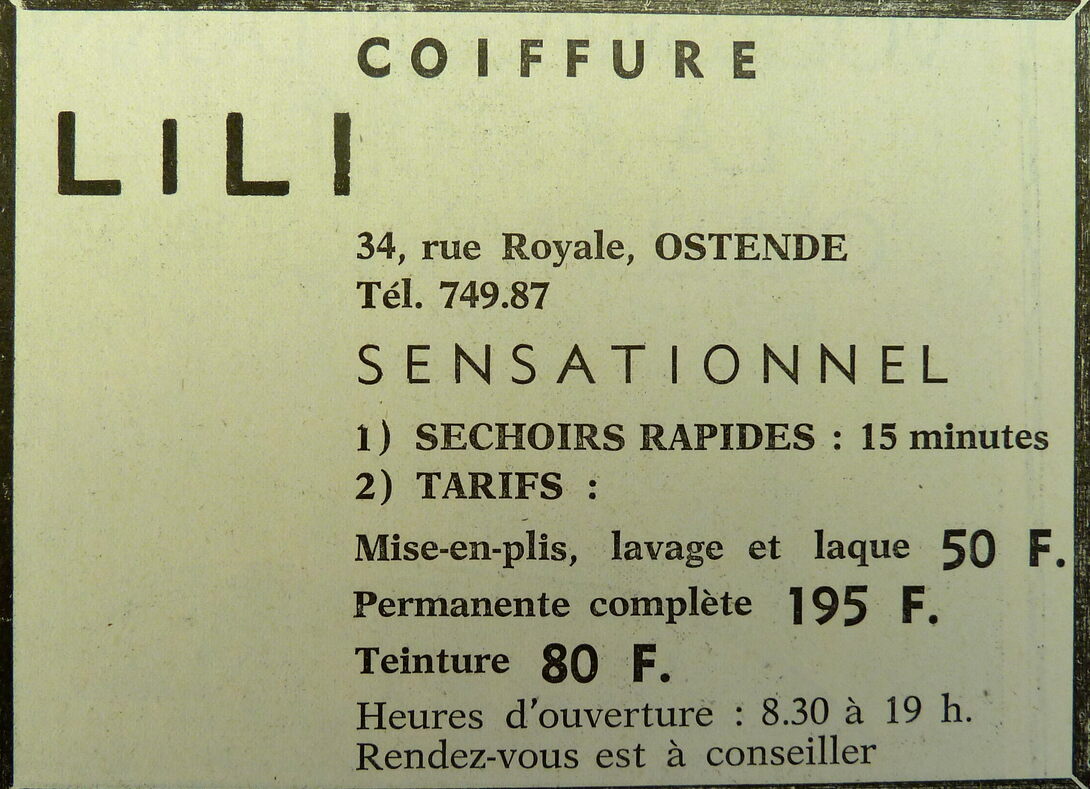 COIFFURE
LILI
34, rue Royale, OSTENDE
Tél. 749.87
SENSATIONNEL
1) SECHOIRS RAPIDES : 15 minutes
2) TARIFS :
Mise-en-plis, lavage et laque 50 F.
Permanente complète 195 F.
Teinture 80 F.
Heures d'ouverture : 8.30 à 19 h.
Rendez-vous est à conseiller